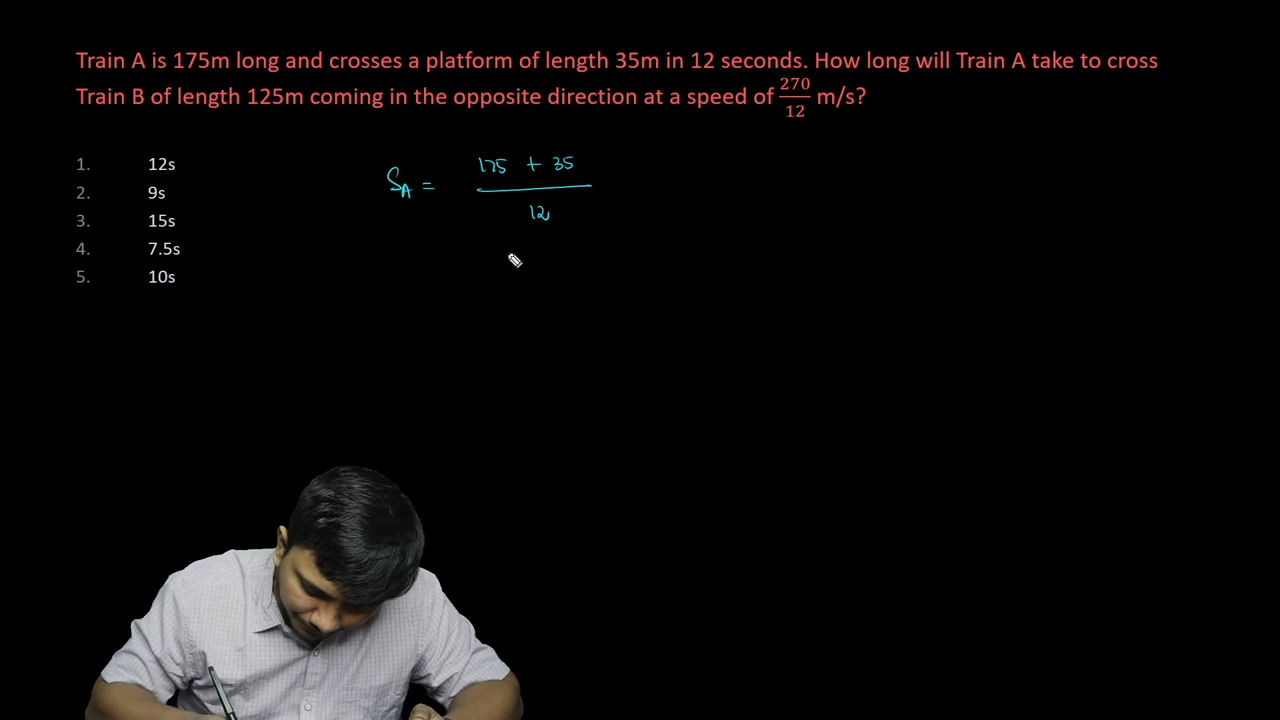 Train A is 175m long and crosses a platform of length 35m in 12 seconds. How long will Train A take to cross
Train B of length 125m coming in the opposite direction at a speed of 270/12 m/s?
1. 12s
2. 9s
3. 15s
4. 7.5s
5. 10s
S_A = (175 + 35)/12